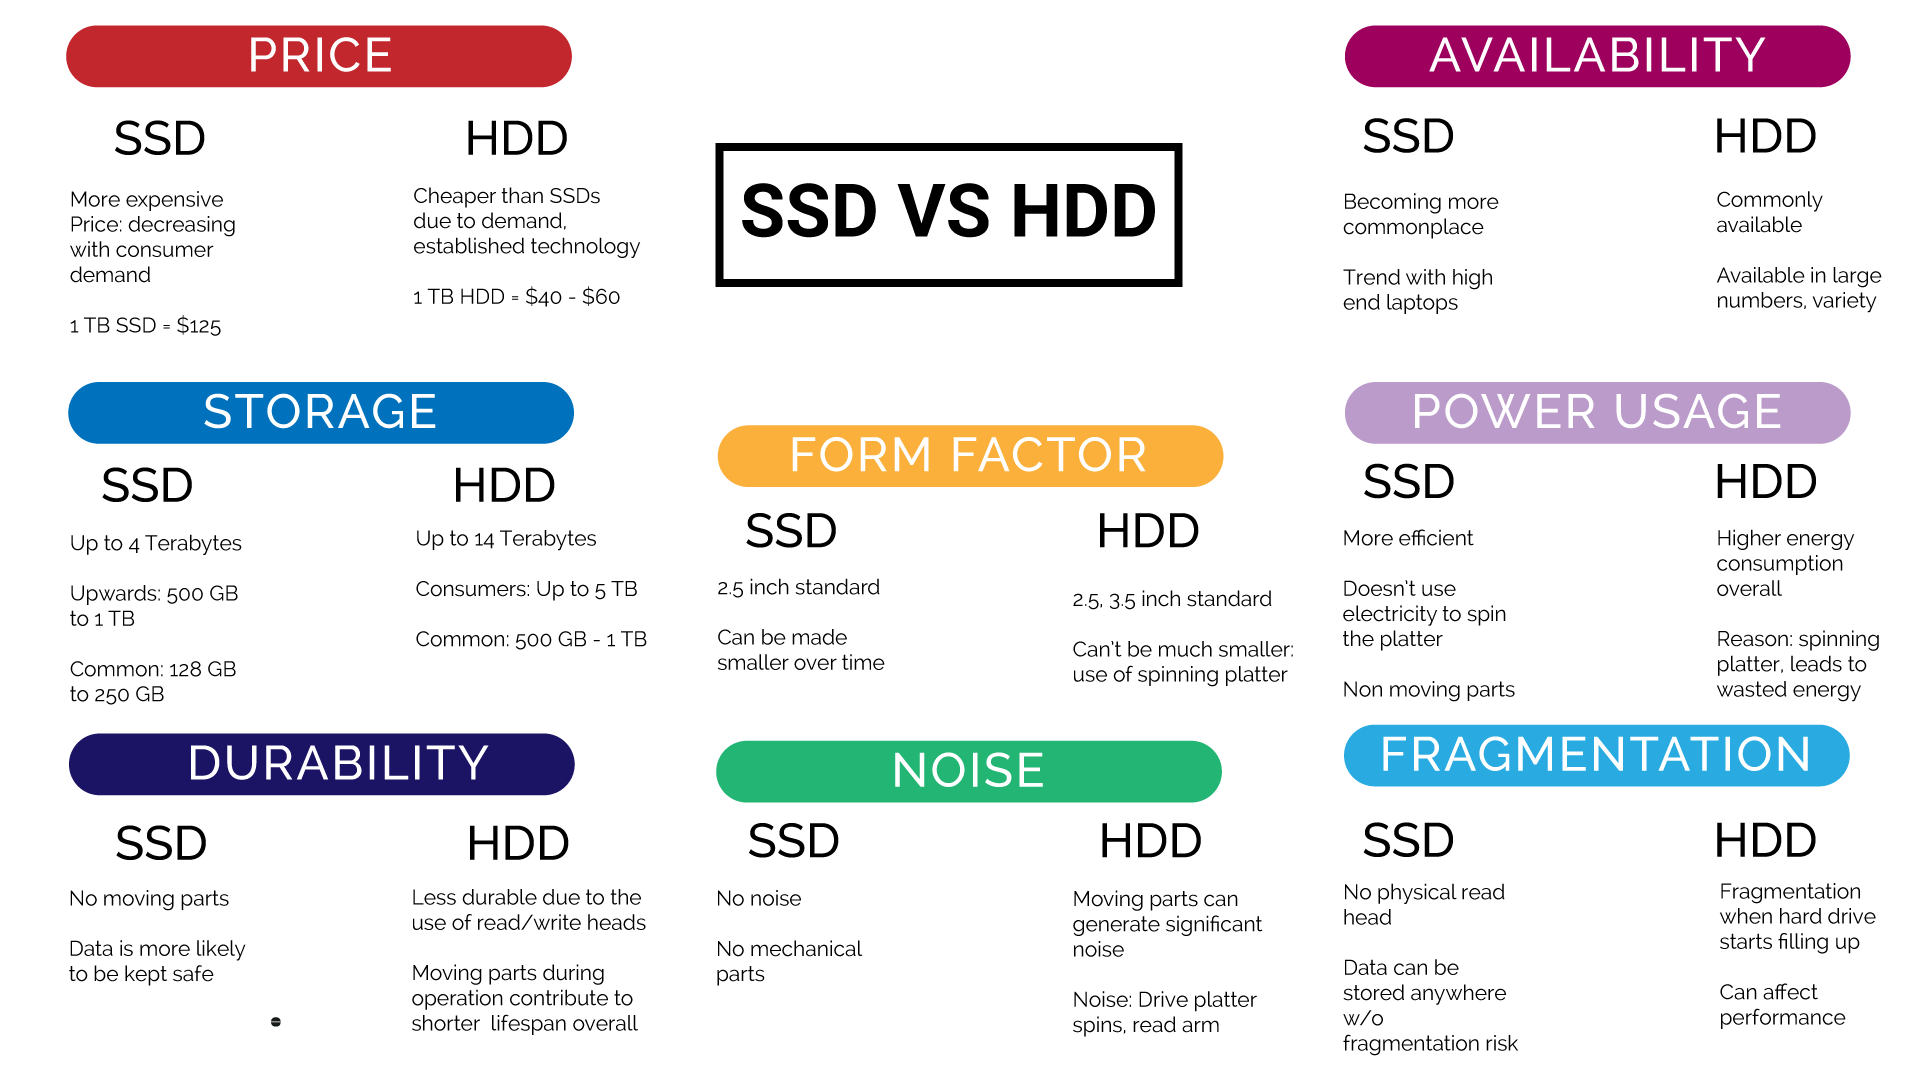 PRICE
SSD
More expensive
Price: decreasing
with consumer
demand
1 TB SSD = $125
HDD
Cheaper than SSDs
due to demand,
established technology
1 TB HDD = $40 - $60
SSD VS HDD
AVAILABILITY
SSD
Becoming more
commonplace
Trend with high
end laptops
HDD
Commonly
available
Available in large
numbers, variety
STORAGE
SSD
Up to 4 Terabytes
Upwards: 500 GB
to 1 TB
Common: 128 GB
to 250 GB
HDD
Up to 14 Terabytes
Consumers: Up to 5 TB
Common: 500 GB - 1 TB
FORM FACTOR
SSD
2.5 inch standard
Can be made
smaller over time
HDD
2.5, 3.5 inch standard
Can't be much smaller:
use of spinning platter
POWER USAGE
SSD
More efficient
Doesn't use
electricity to spin
the platter
Non moving parts
HDD
Higher energy
consumption
overall
Reason: spinning
platter, leads to
wasted energy
DURABILITY
SSD
No moving parts
Data is more likely
to be kept safe
HDD
Less durable due to the
use of read/write heads
Moving parts during
operation contribute to
shorter lifespan overall
NOISE
SSD
No noise
No mechanical
parts
HDD
Moving parts can
generate significant
noise
Noise: Drive platter
spins, read arm
FRAGMENTATION
SSD
No physical read
head
Data can be
stored anywhere
w/o
fragmentation risk
HDD
Fragmentation
when hard drive
starts filling up
Can affect
performance